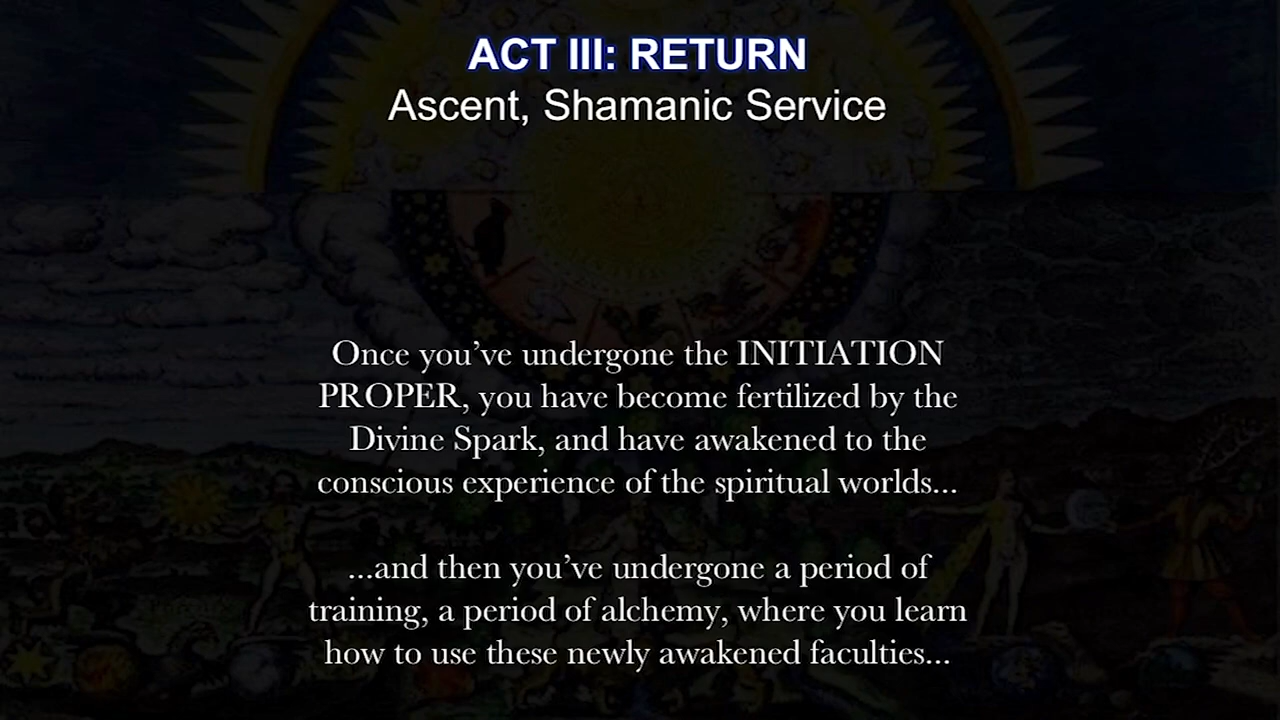 ACT III: RETURN
Ascent, Shamanic Service
Once you’ve undergone the INITIATION
PROPER, you have become fertilized by the
Divine Spark, and have awakened to the
conscious experience of the spiritual worlds...
...and then you’ve undergone a period of
training, a period of alchemy, where you learn
how to use these newly awakened faculties...